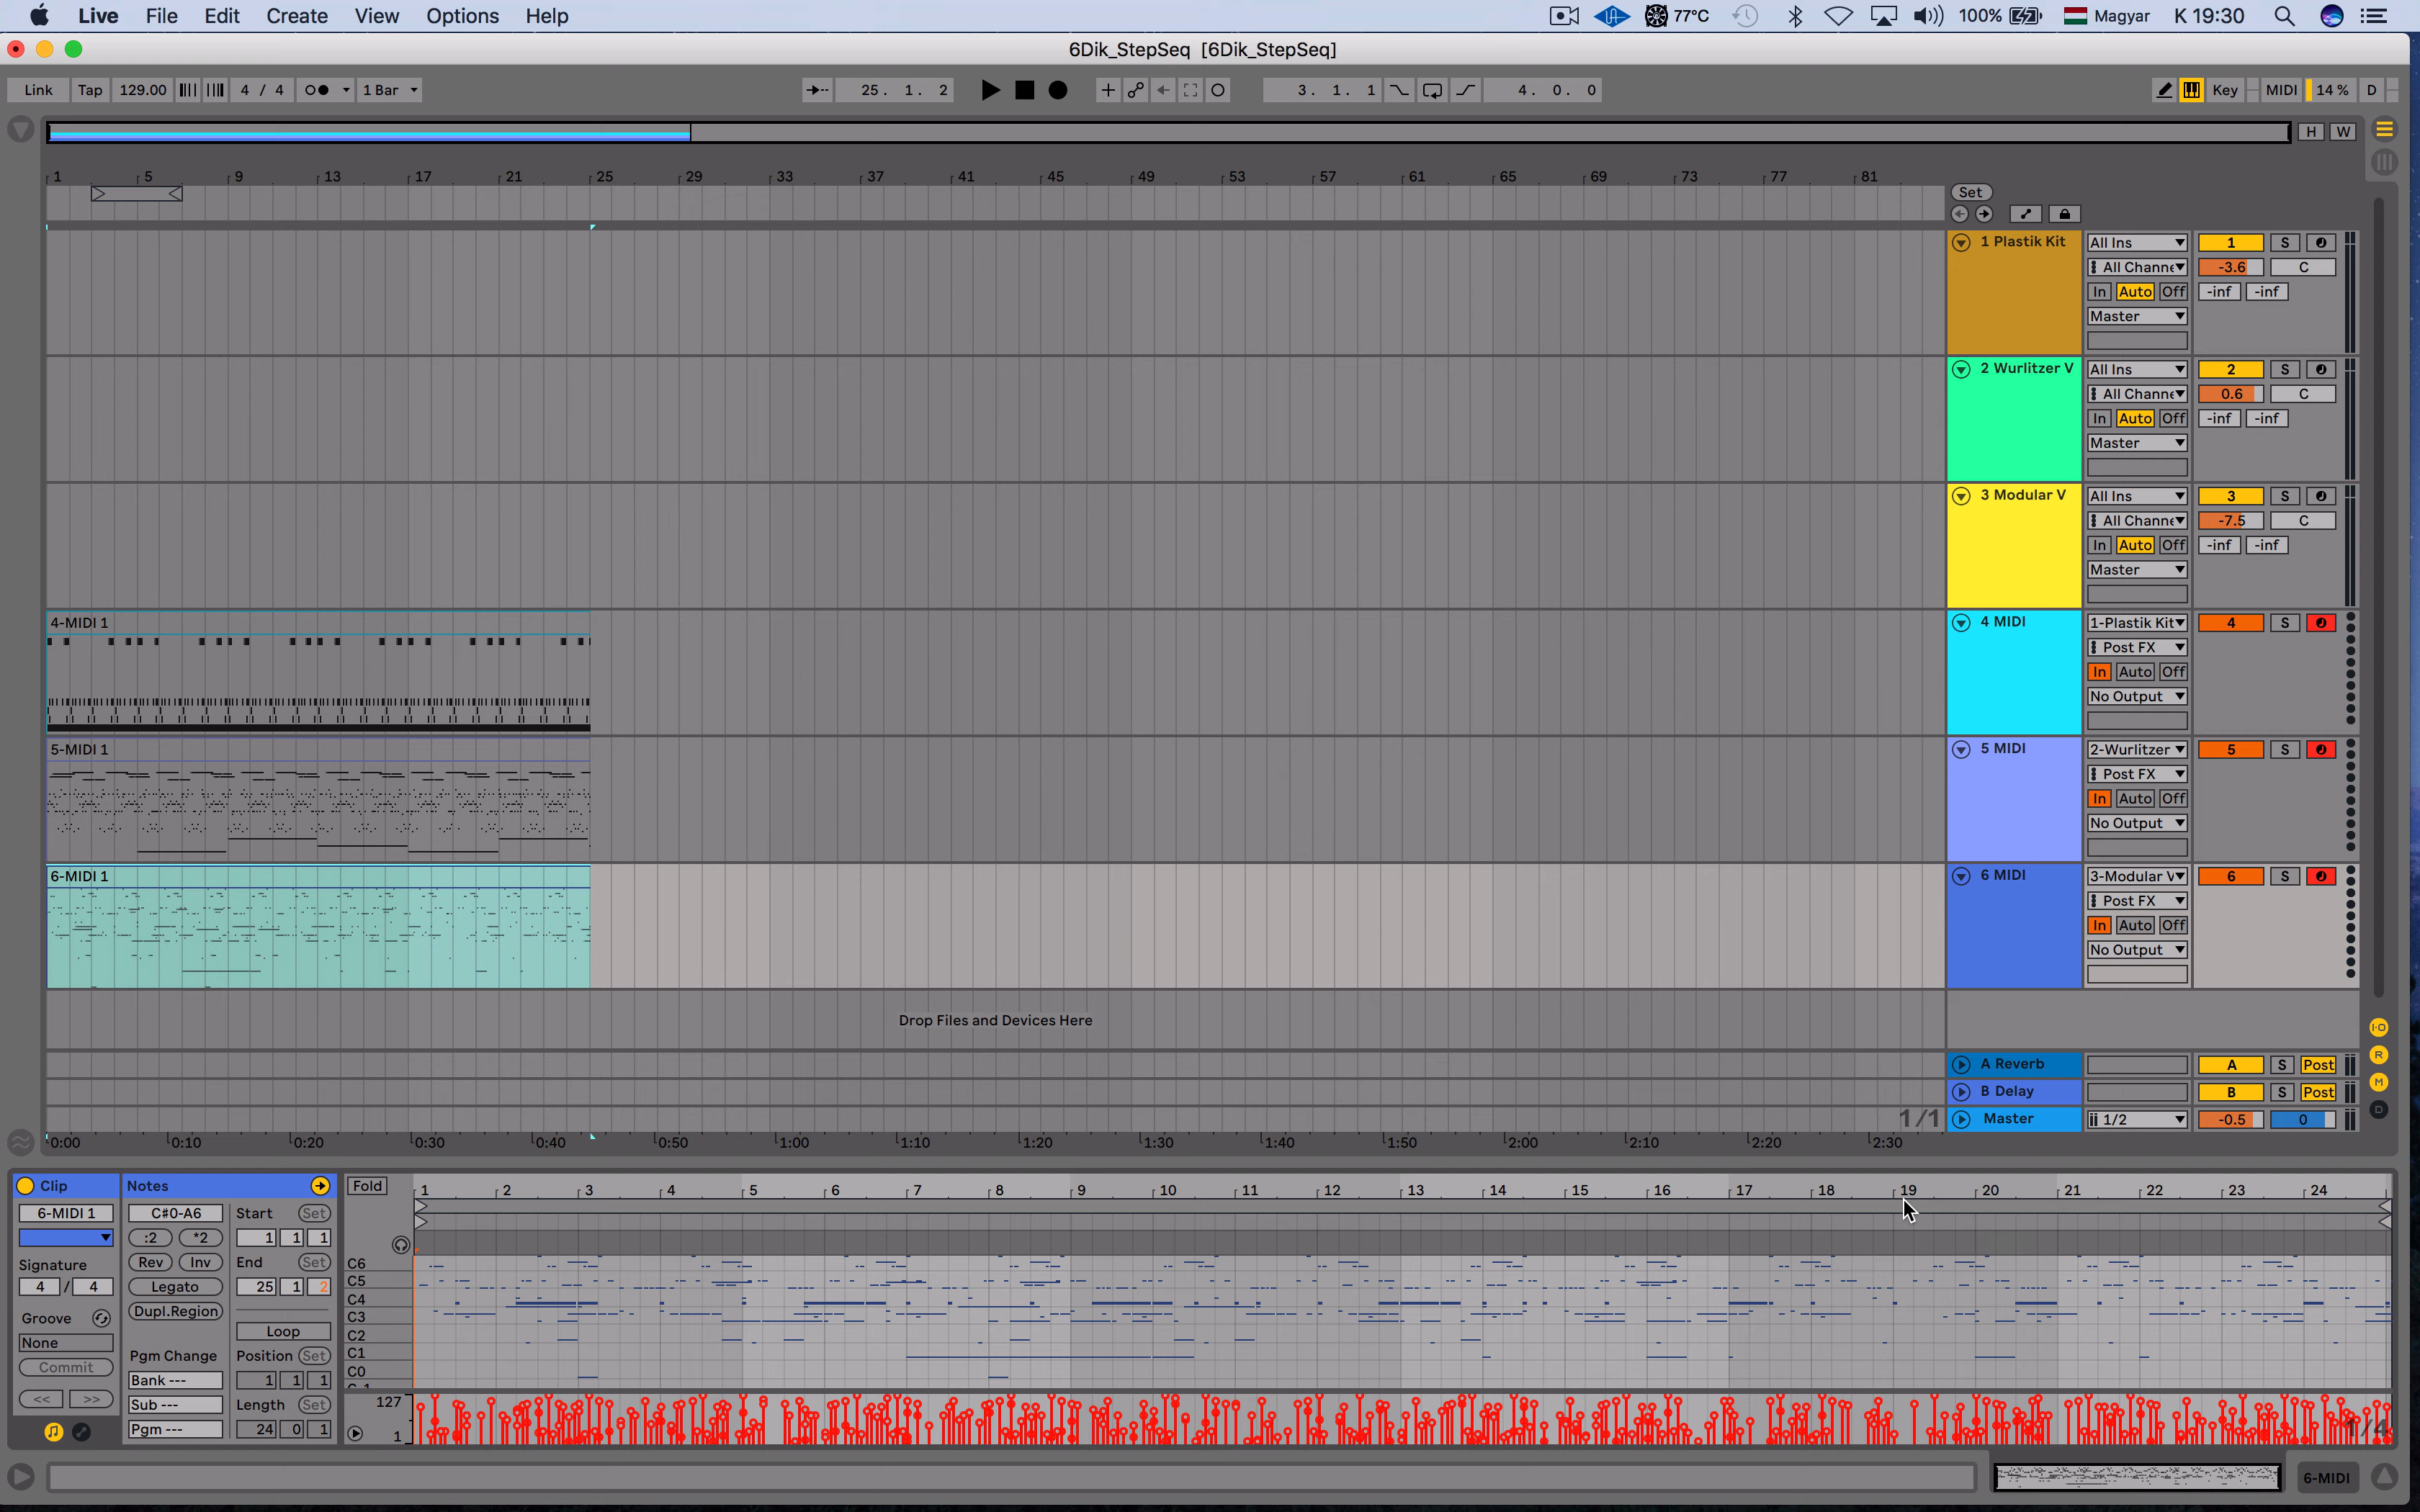 Live File Edit Create View Options Help 77°C 100% Magyar K 19:30
6Dik_StepSeq [6Dik_StepSeq]
Link Tap 129.00 4 / 4 1 Bar 25. 1. 2 3. 1. 1 4. 0. 0 Key MIDI 14 % D
H W
1 5 9 13 17 21 25 29 33 37 41 45 49 53 57 61 65 69 73 77 81
Set
1 Plastik Kit All Ins 1 S
All Channe -3.6 C
In Auto Off -inf -inf
Master
2 Wurlitzer V All Ins 2 S
All Channe 0.6 C
In Auto Off -inf -inf
Master
3 Modular V All Ins 3 S
All Channe -7.5 C
In Auto Off -inf -inf
Master
4-MIDI 1 4 MIDI 1-Plastik Kit 4 S
Post FX
In Auto Off
No Output
5-MIDI 1 5 MIDI 2-Wurlitzer 5 S
Post FX
In Auto Off
No Output
6-MIDI 1 6 MIDI 3-Modular V 6 S
Post FX
In Auto Off
No Output
Drop Files and Devices Here
I·O
A Reverb A S Post R
B Delay B S Post M
1/1 Master 1/2 -0.5 0 D
0:00 0:10 0:20 0:30 0:40 0:50 1:00 1:10 1:20 1:30 1:40 1:50 2:00 2:10 2:20 2:30
Clip Notes Fold 1 2 3 4 5 6 7 8 9 10 11 12 13 14 15 16 17 18 19 20 21 22 23 24
6-MIDI 1 C#0-A6 Start Set
:2 *2 1 1 1
Signature Rev Inv End Set C6
4 / 4 Legato 25 1 2 C5
C4
Groove Dupl.Region C3
None Loop C2
Commit Pgm Change Position Set C1
Bank --- 1 1 1 C0
<< >> Sub --- Length Set 127
Pgm --- 24 0 1 1 1/4
6-MIDI